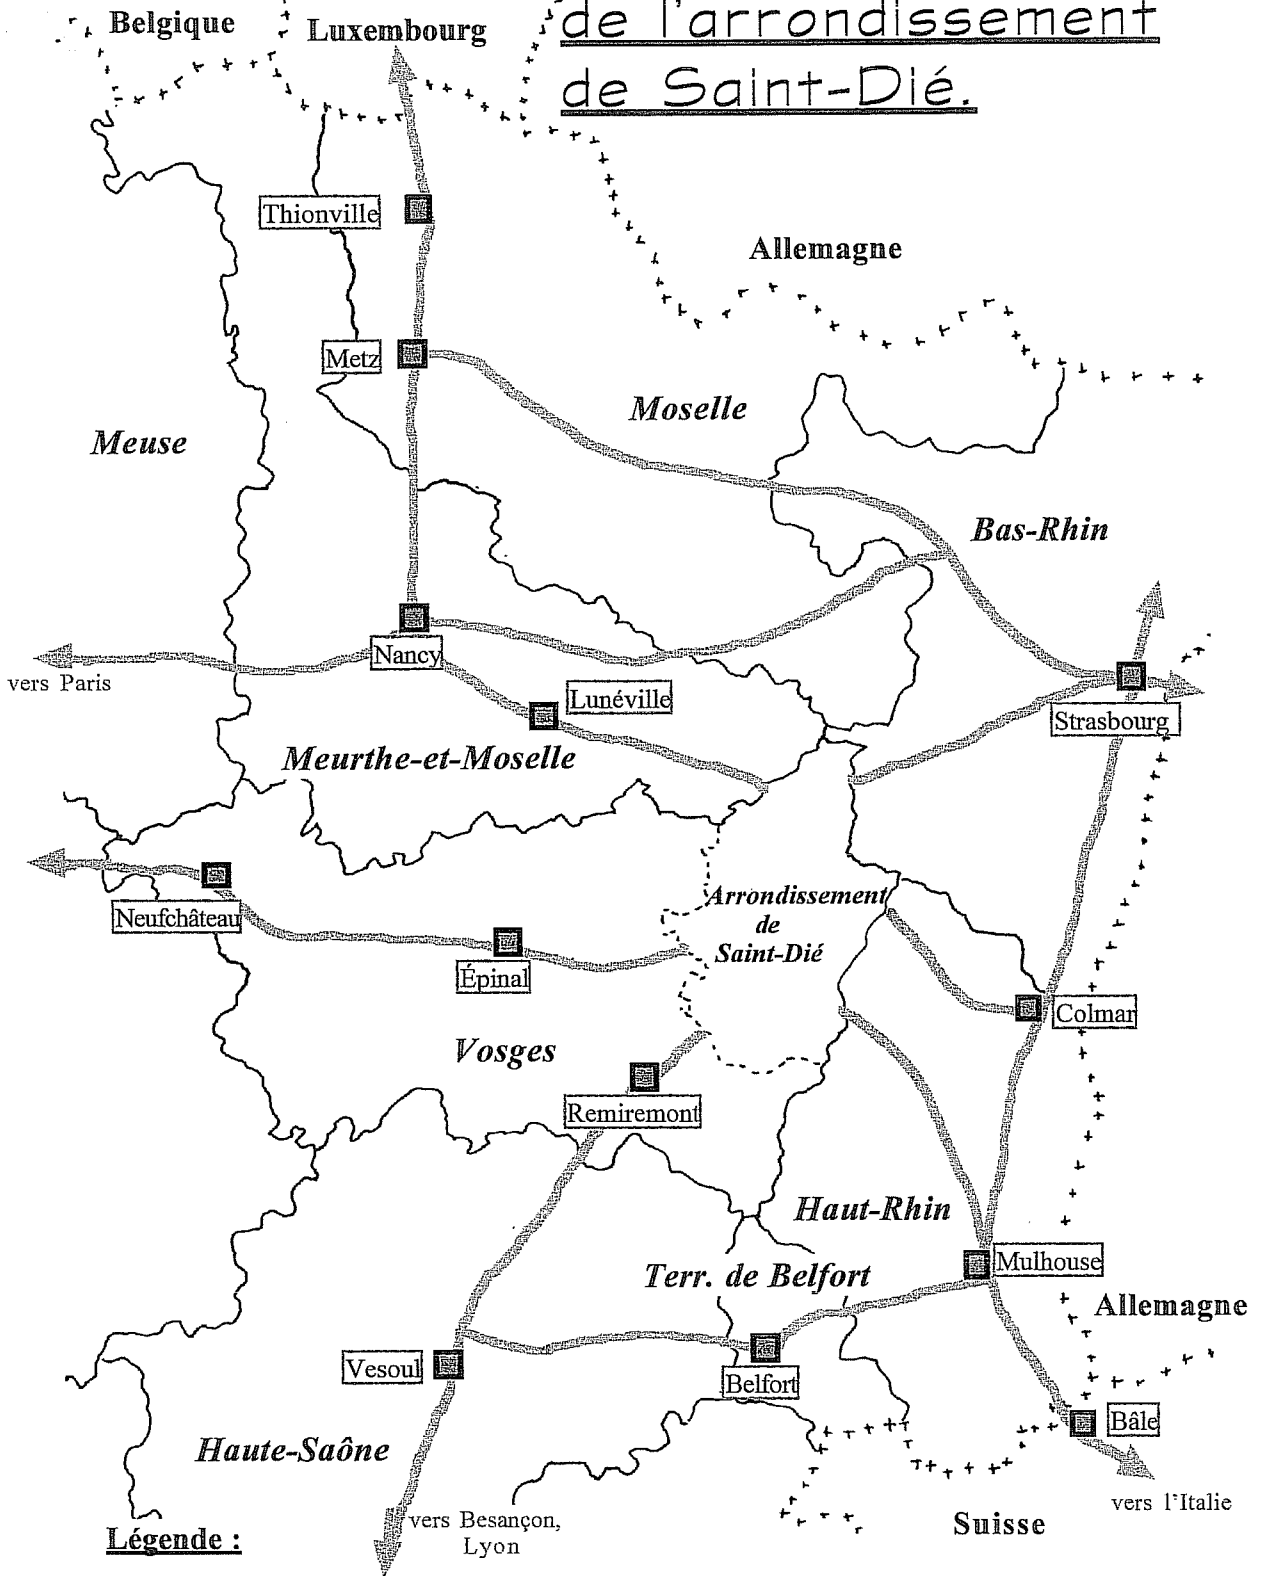 Belgique
Luxembourg
de l'arrondissement
de Saint-Dié.
Thionville
Allemagne
Metz
Moselle
Meuse
Bas-Rhin
Nancy
vers Paris
Lunéville
Strasbourg
Meurthe-et-Moselle
Neufchâteau
Arrondissement
de
Saint-Dié
Épinal
Colmar
Vosges
Remiremont
Haut-Rhin
Mulhouse
Terr. de Belfort
Allemagne
Vesoul
Belfort
Bâle
Haute-Saône
vers l'Italie
vers Besançon,
Lyon
Suisse
Légende :